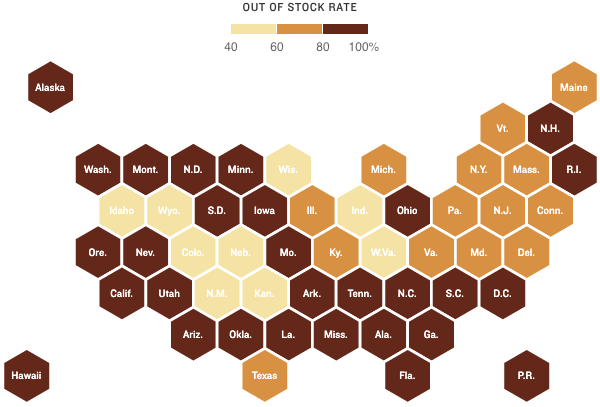 OUT OF STOCK RATE
40 60 80 100%
Alaska Maine
Vt. N.H.
Wash. Mont. N.D. Minn. Wis. Mich. N.Y. Mass. R.I.
Idaho Wyo. S.D. Iowa Ill. Ind. Ohio Pa. N.J. Conn.
Ore. Nev. Colo. Neb. Mo. Ky. W.Va. Va. Md. Del.
Calif. Utah N.M. Kan. Ark. Tenn. N.C. S.C. D.C.
Ariz. Okla. La. Miss. Ala. Ga.
Hawaii Texas Fla. P.R.